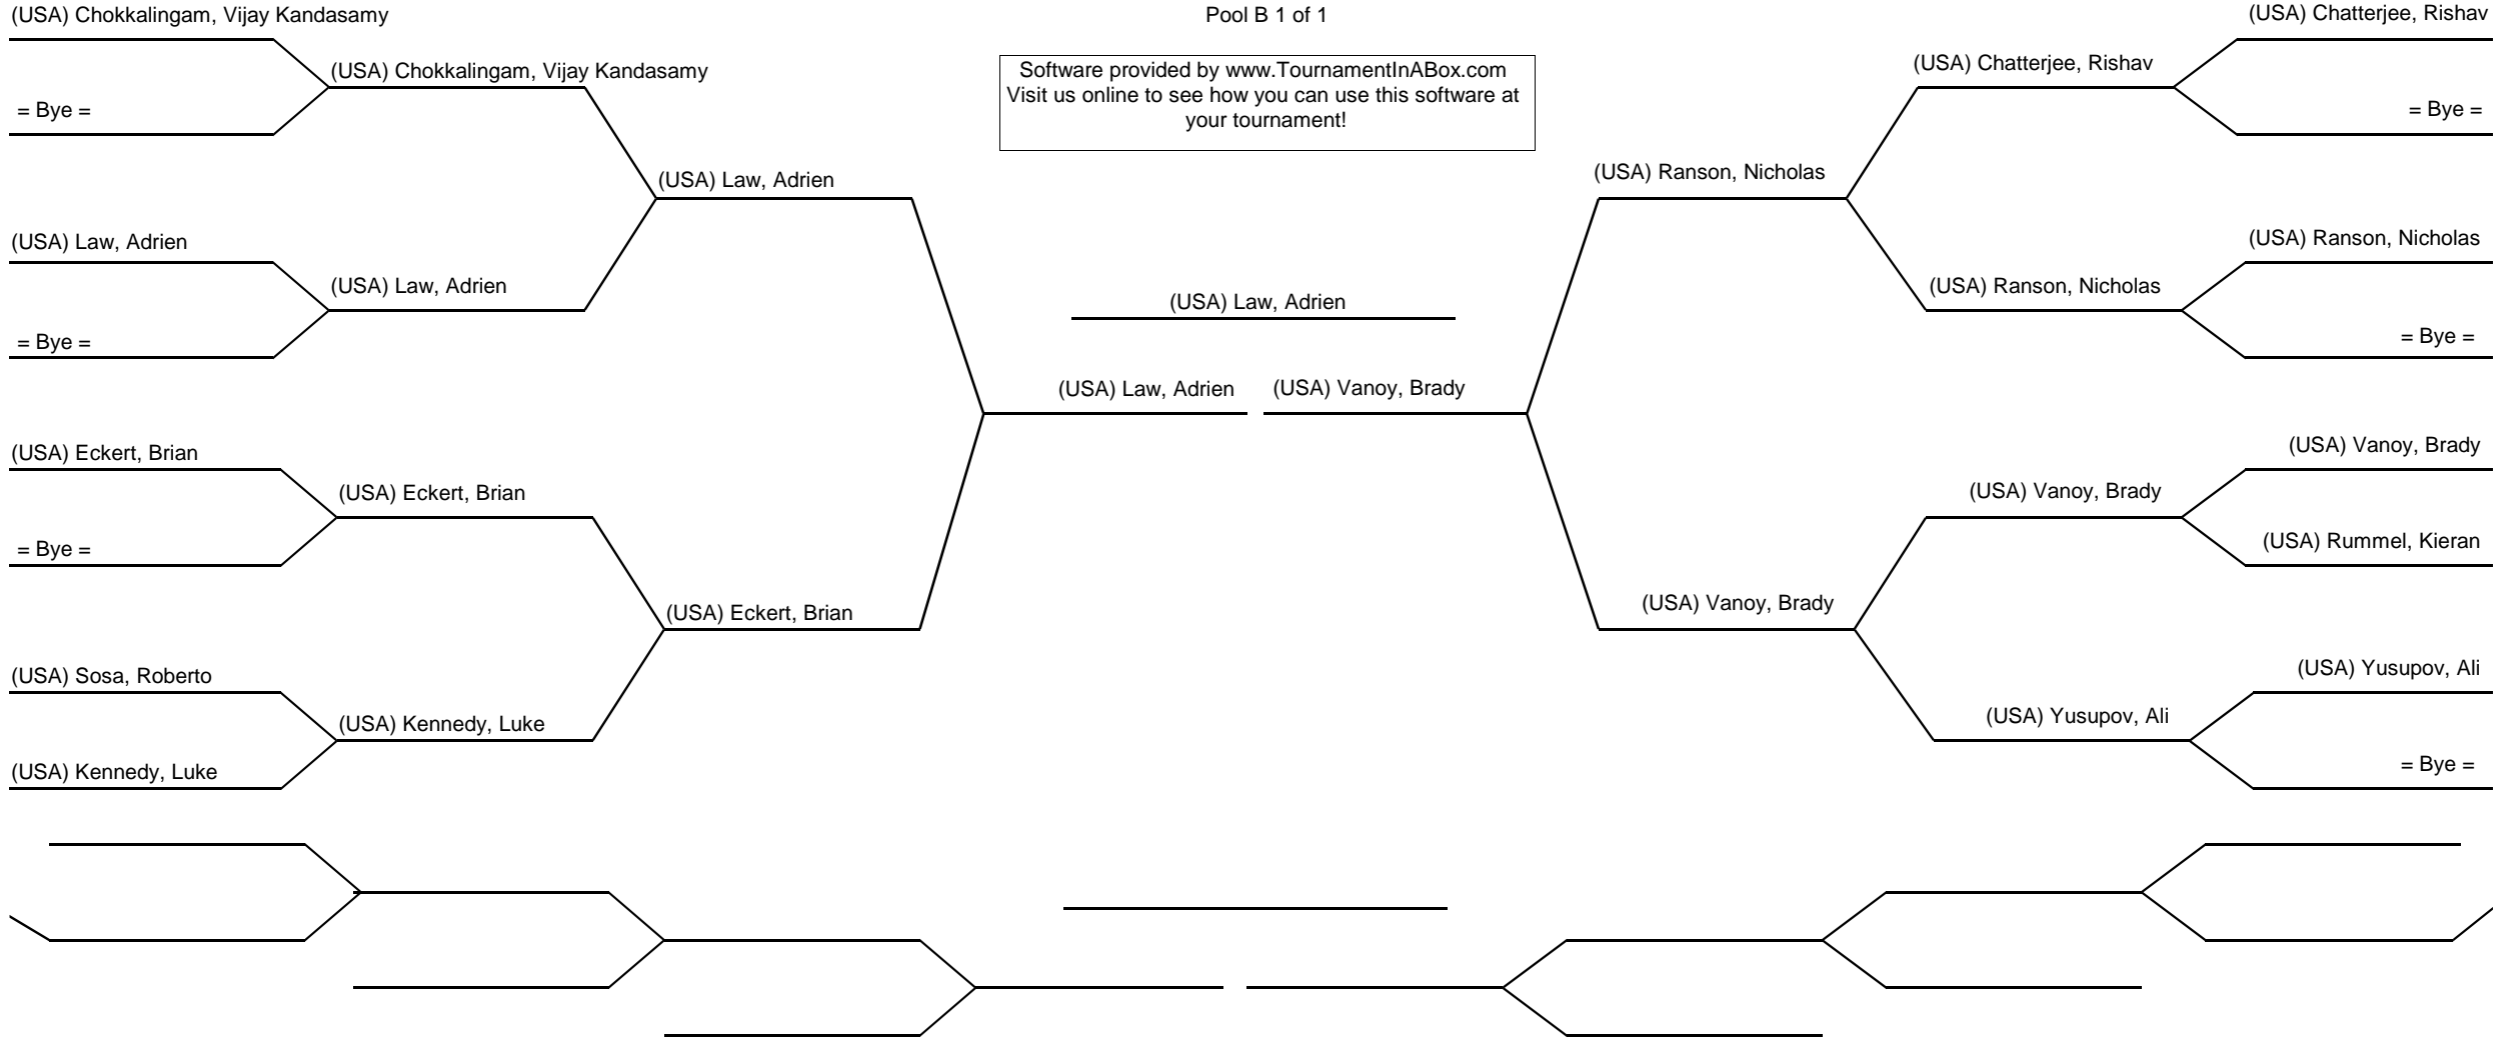 (USA) Chokkalingam, Vijay Kandasamy
Pool B 1 of 1
(USA) Chatterjee, Rishav
(USA) Chokkalingam, Vijay Kandasamy
Software provided by www.TournamentInABox.com
Visit us online to see how you can use this software at
your tournament!
(USA) Chatterjee, Rishav
= Bye =
= Bye =
(USA) Law, Adrien
(USA) Ranson, Nicholas
(USA) Law, Adrien
(USA) Ranson, Nicholas
(USA) Law, Adrien
(USA) Law, Adrien
(USA) Ranson, Nicholas
= Bye =
= Bye =
(USA) Law, Adrien
(USA) Vanoy, Brady
(USA) Eckert, Brian
(USA) Vanoy, Brady
(USA) Eckert, Brian
(USA) Vanoy, Brady
= Bye =
(USA) Rummel, Kieran
(USA) Eckert, Brian
(USA) Vanoy, Brady
(USA) Sosa, Roberto
(USA) Yusupov, Ali
(USA) Kennedy, Luke
(USA) Yusupov, Ali
(USA) Kennedy, Luke
= Bye =